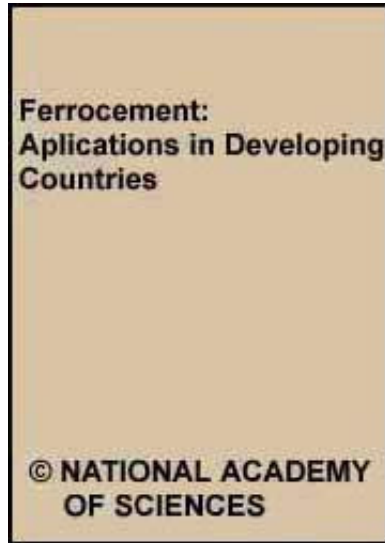 Ferrocement:
Aplications in Developing
Countries
© NATIONAL ACADEMY
OF SCIENCES